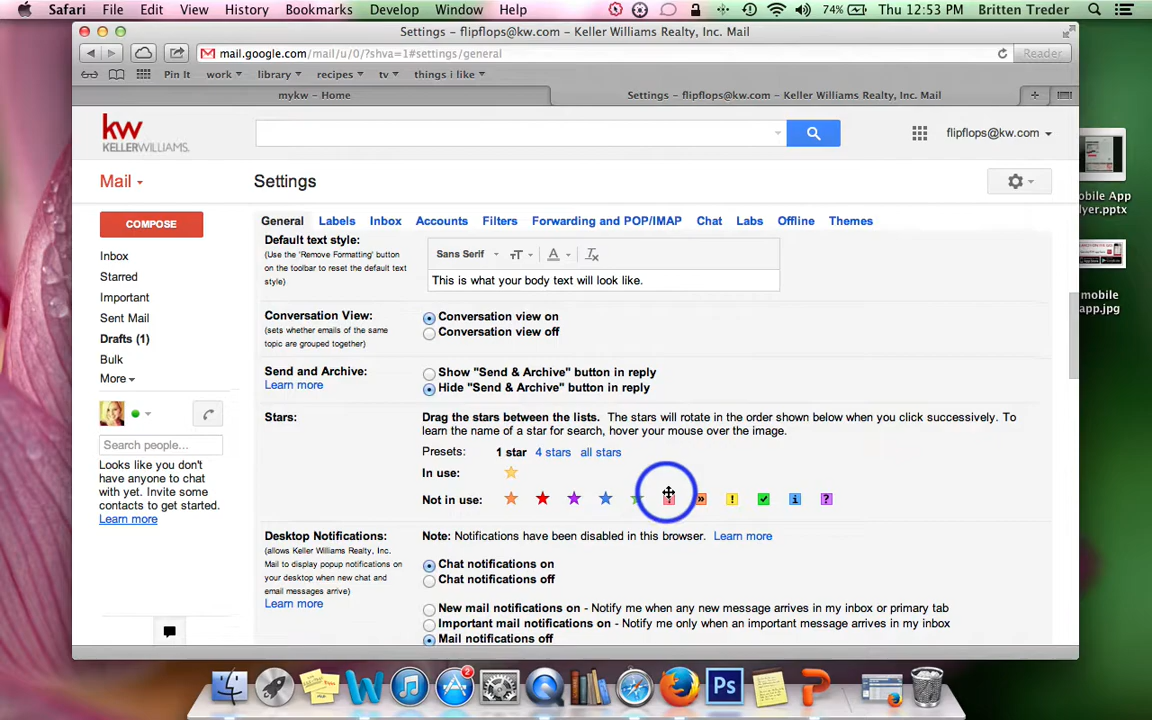 Safari File Edit View History Bookmarks Develop Window Help 74% Thu 12:53 PM Britten Treder
Settings - flipflops@kw.com - Keller Williams Realty, Inc. Mail
mail.google.com/mail/u/0/?shva=1#settings/general Reader
Pin It work library recipes tv things i like
mykw - Home Settings - flipflops@kw.com - Keller Williams Realty, Inc. Mail
kw
KELLERWILLIAMS.
flipflops@kw.com
Mail Settings
COMPOSE
Inbox
Starred
Important
Sent Mail
Drafts (1)
Bulk
More
Search people...
Looks like you don't
have anyone to chat
with yet. Invite some
contacts to get started.
Learn more
General Labels Inbox Accounts Filters Forwarding and POP/IMAP Chat Labs Offline Themes
Default text style:
(Use the 'Remove Formatting' button
on the toolbar to reset the default text
style)
Sans Serif
This is what your body text will look like.
Conversation View:
(sets whether emails of the same
topic are grouped together)
Conversation view on
Conversation view off
Send and Archive:
Learn more
Show "Send & Archive" button in reply
Hide "Send & Archive" button in reply
Stars:
Drag the stars between the lists. The stars will rotate in the order shown below when you click successively. To
learn the name of a star for search, hover your mouse over the image.
Presets: 1 star 4 stars all stars
In use:
Not in use:
Desktop Notifications:
(allows Keller Williams Realty, Inc.
Mail to display popup notifications on
your desktop when new chat and
email messages arrive)
Learn more
Note: Notifications have been disabled in this browser. Learn more
Chat notifications on
Chat notifications off
New mail notifications on - Notify me when any new message arrives in my inbox or primary tab
Important mail notifications on - Notify me only when an important message arrives in my inbox
Mail notifications off
mobile
app.jpg
2
Ps